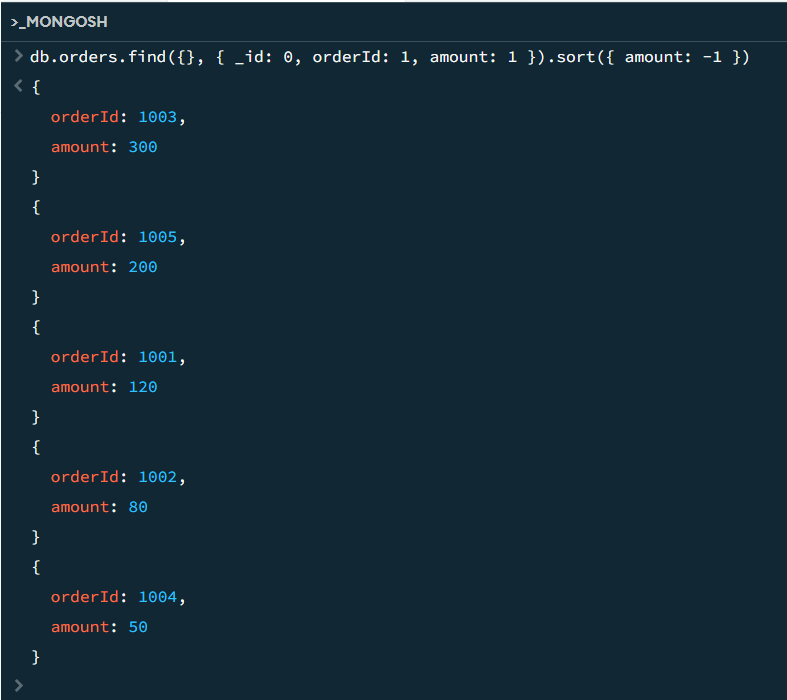 >_MONGOSH
> db.orders.find({}, { _id: 0, orderId: 1, amount: 1 }).sort({ amount: -1 })
< {
orderId: 1003,
amount: 300
}
{
orderId: 1005,
amount: 200
}
{
orderId: 1001,
amount: 120
}
{
orderId: 1002,
amount: 80
}
{
orderId: 1004,
amount: 50
}
>